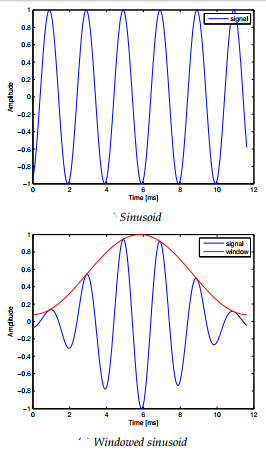 signal
1
0.8
0.6
0.4
0.2
0
-0.2
-0.4
-0.6
-0.8
-1
Amplitude
0 2 4 6 8 10 12
Time [ms]
Sinusoid
signal
window
1
0.8
0.6
0.4
0.2
0
-0.2
-0.4
-0.6
-0.8
-1
Amplitude
0 2 4 6 8 10 12
Time [ms]
Windowed sinusoid